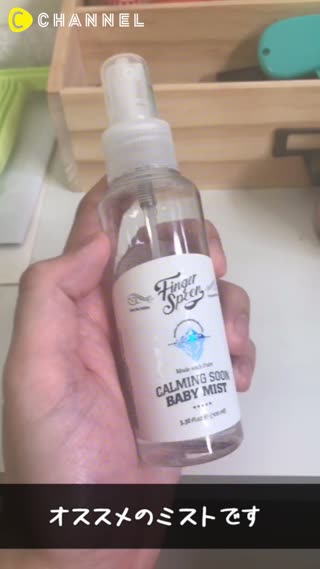 C CHANNEL
Finger
Speer
Made with Pure
CALMING SOON
BABY MIST
オススメのミストです